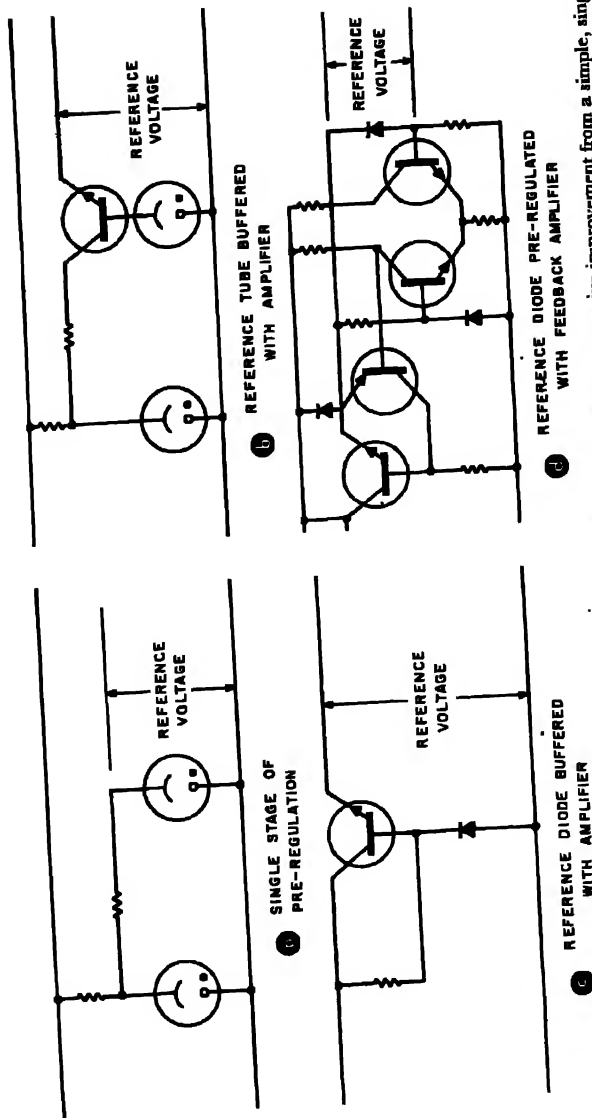 REFERENCE
VOLTAGE
a SINGLE STAGE OF
PRE-REGULATION
REFERENCE
VOLTAGE
b REFERENCE TUBE BUFFERED
WITH AMPLIFIER
REFERENCE
VOLTAGE
c REFERENCE DIODE BUFFERED
WITH AMPLIFIER
REFERENCE
VOLTAGE
d REFERENCE DIODE PRE-REGULATED
WITH FEEDBACK AMPLIFIER
improvement from a simple, sing